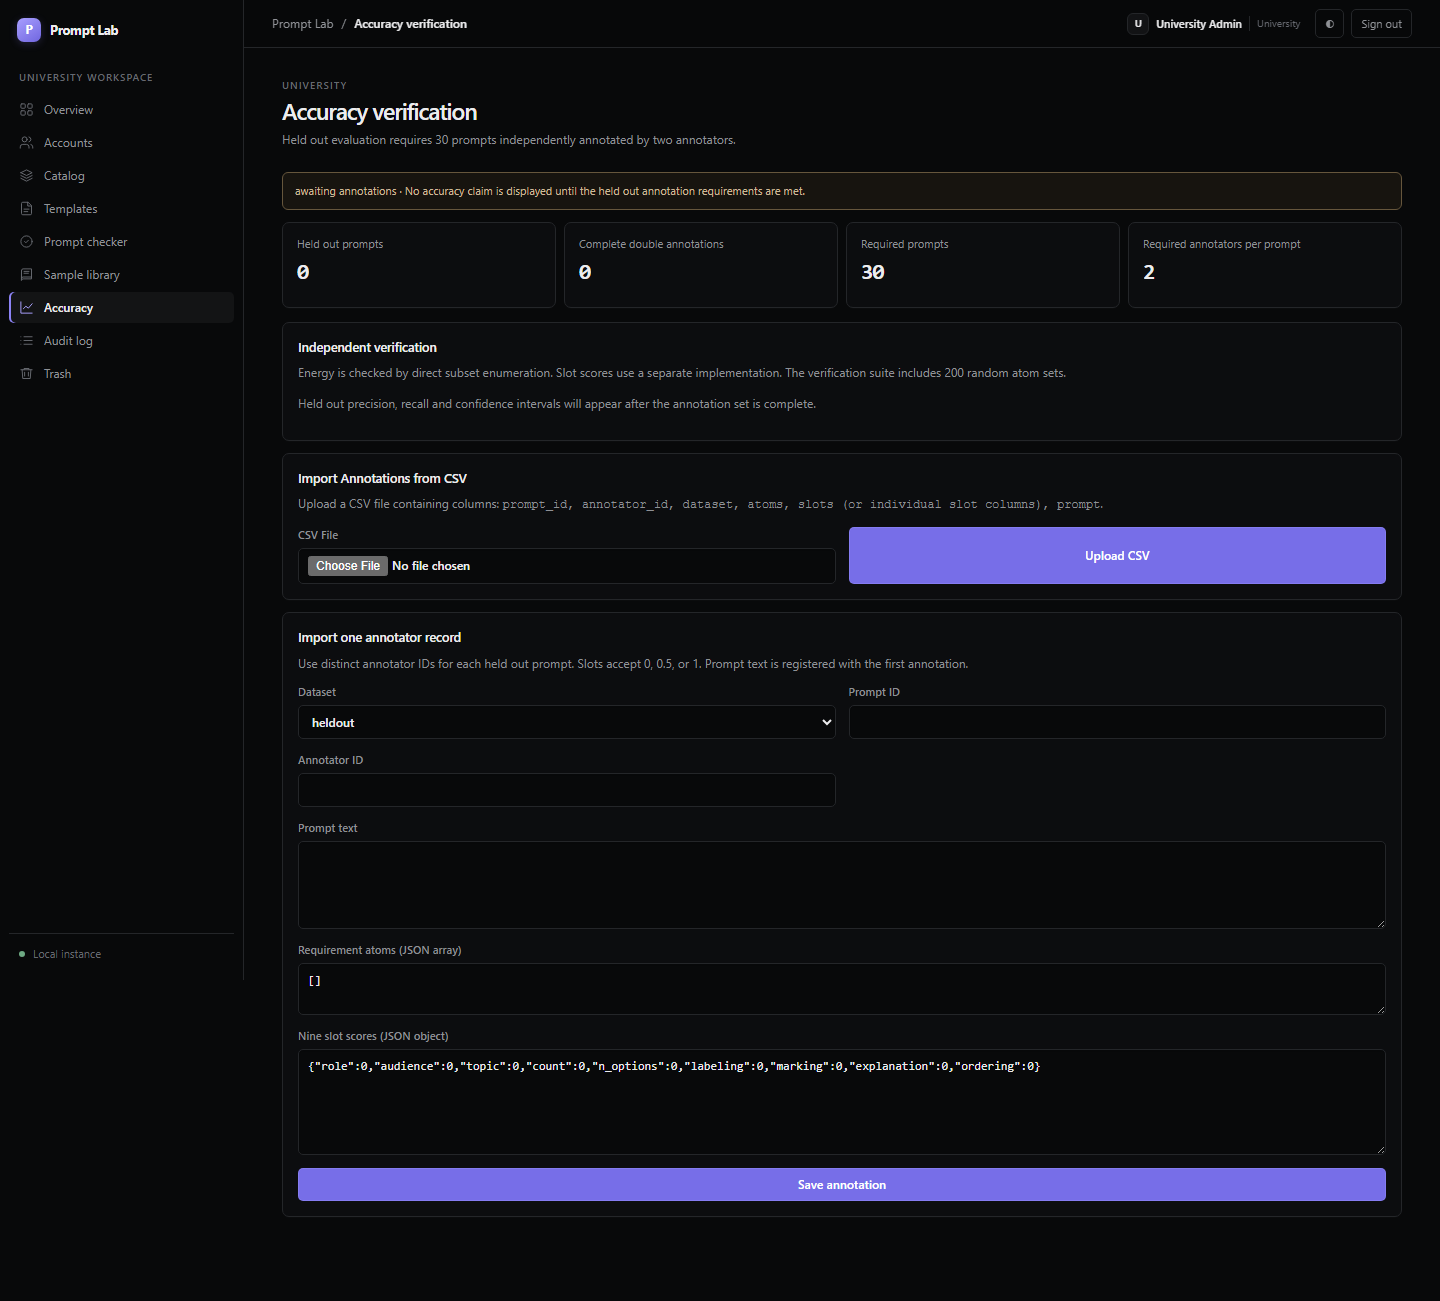 P Prompt Lab
UNIVERSITY WORKSPACE
Overview
Accounts
Catalog
Templates
Prompt checker
Sample library
Accuracy
Audit log
Trash
Local instance
Prompt Lab / Accuracy verification
U University Admin University Sign out
UNIVERSITY
Accuracy verification
Held out evaluation requires 30 prompts independently annotated by two annotators.
awaiting annotations · No accuracy claim is displayed until the held out annotation requirements are met.
Held out prompts
0
Complete double annotations
0
Required prompts
30
Required annotators per prompt
2
Independent verification
Energy is checked by direct subset enumeration. Slot scores use a separate implementation. The verification suite includes 200 random atom sets.
Held out precision, recall and confidence intervals will appear after the annotation set is complete.
Import Annotations from CSV
Upload a CSV file containing columns: prompt_id, annotator_id, dataset, atoms, slots (or individual slot columns), prompt.
CSV File
Choose File No file chosen
Upload CSV
Import one annotator record
Use distinct annotator IDs for each held out prompt. Slots accept 0, 0.5, or 1. Prompt text is registered with the first annotation.
Dataset
heldout
Prompt ID
Annotator ID
Prompt text
Requirement atoms (JSON array)
[]
Nine slot scores (JSON object)
{"role":0,"audience":0,"topic":0,"count":0,"n_options":0,"labeling":0,"marking":0,"explanation":0,"ordering":0}
Save annotation